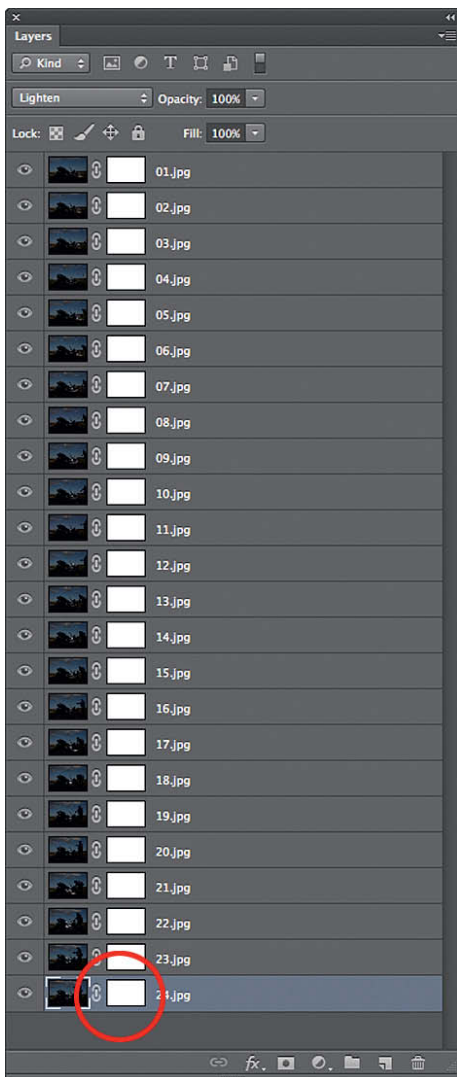 Layers
Kind
Lighten Opacity: 100%
Lock: Fill: 100%
01.jpg
02.jpg
03.jpg
04.jpg
05.jpg
06.jpg
07.jpg
08.jpg
09.jpg
10.jpg
11.jpg
12.jpg
13.jpg
14.jpg
15.jpg
16.jpg
17.jpg
18.jpg
19.jpg
20.jpg
21.jpg
22.jpg
23.jpg
24.jpg
fx.